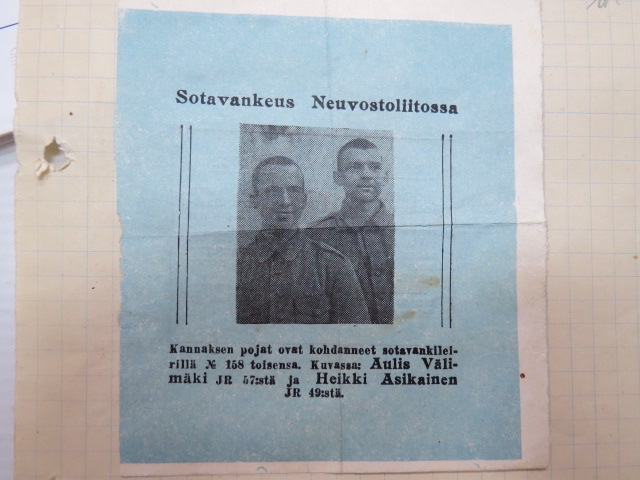 Sotavankeus Neuvostoliitossa
Kannaksen pojat ovat kohdanneet sotavankilei-
rillä № 158 toisensa. Kuvassa: Aulis Väli-
mäki JR 57:stä ja Heikki Asikainen
JR 49:stä.